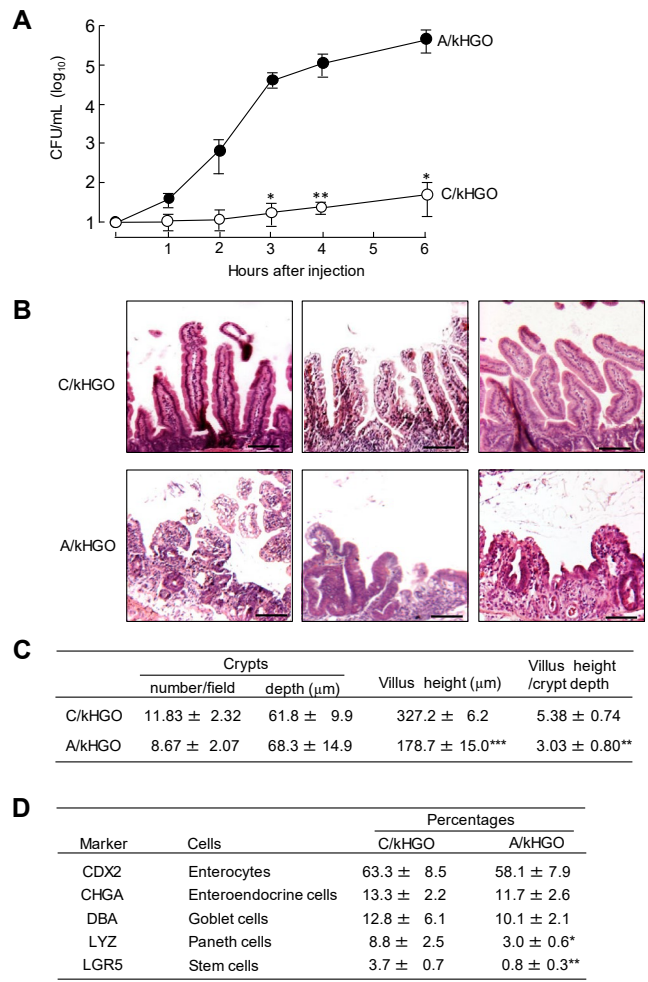 A
6
5
4
3
2
1
CFU/mL (log10)
A/kHGO
C/kHGO
* ** *
1 2 3 4 5 6
Hours after injection
B
C/kHGO
A/kHGO
C
Crypts
number/field depth (μm) Villus height (μm) Villus height
/crypt depth
C/kHGO 11.83 ± 2.32 61.8 ± 9.9 327.2 ± 6.2 5.38 ± 0.74
A/kHGO 8.67 ± 2.07 68.3 ± 14.9 178.7 ± 15.0*** 3.03 ± 0.80**
D
Percentages
Marker Cells C/kHGO A/kHGO
CDX2 Enterocytes 63.3 ± 8.5 58.1 ± 7.9
CHGA Enteroendocrine cells 13.3 ± 2.2 11.7 ± 2.6
DBA Goblet cells 12.8 ± 6.1 10.1 ± 2.1
LYZ Paneth cells 8.8 ± 2.5 3.0 ± 0.6*
LGR5 Stem cells 3.7 ± 0.7 0.8 ± 0.3**